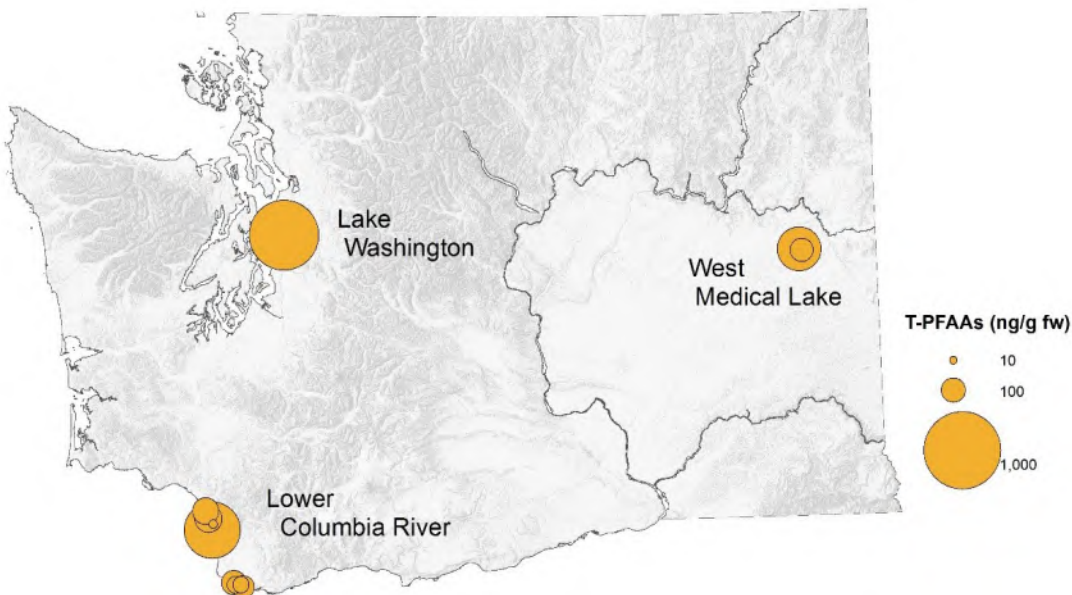 Lake
Washington
West
Medical Lake
T-PFAAs (ng/g fw)
10
100
1,000
Lower
Columbia River